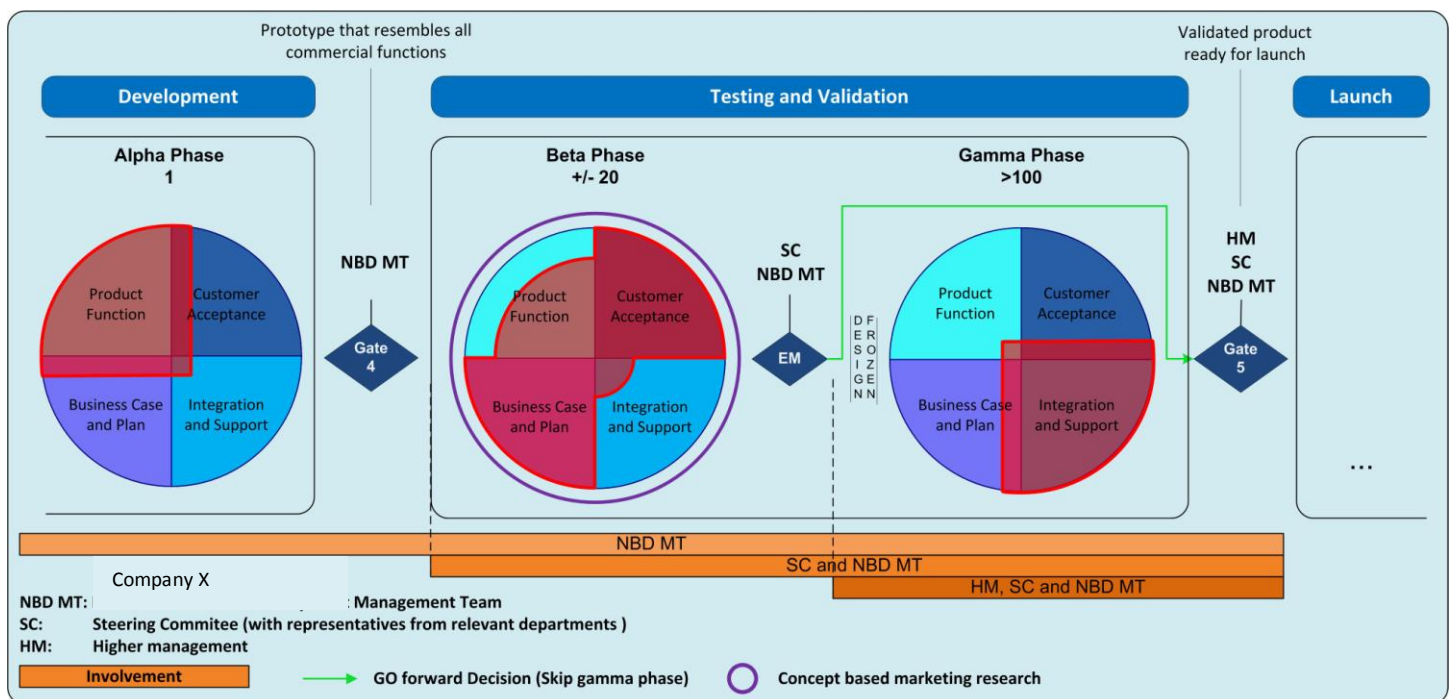 Prototype that resembles all
commercial functions
Validated product
ready for launch
Development
Testing and Validation
Launch
Alpha Phase
1
Beta Phase
+/- 20
Gamma Phase
>100
Product
Function
Customer
Acceptance
Business Case
and Plan
Integration
and Support
NBD MT
Gate
4
Product
Function
Customer
Acceptance
Business Case
and Plan
Integration
and Support
SC
NBD MT
EM
DESIGN
FROZEN
Product
Function
Customer
Acceptance
Business Case
and Plan
Integration
and Support
HM
SC
NBD MT
Gate
5
...
NBD MT
SC and NBD MT
HM, SC and NBD MT
Company X
NBD MT: Management Team
SC: Steering Commitee (with representatives from relevant departments )
HM: Higher management
Involvement
GO forward Decision (Skip gamma phase)
Concept based marketing research